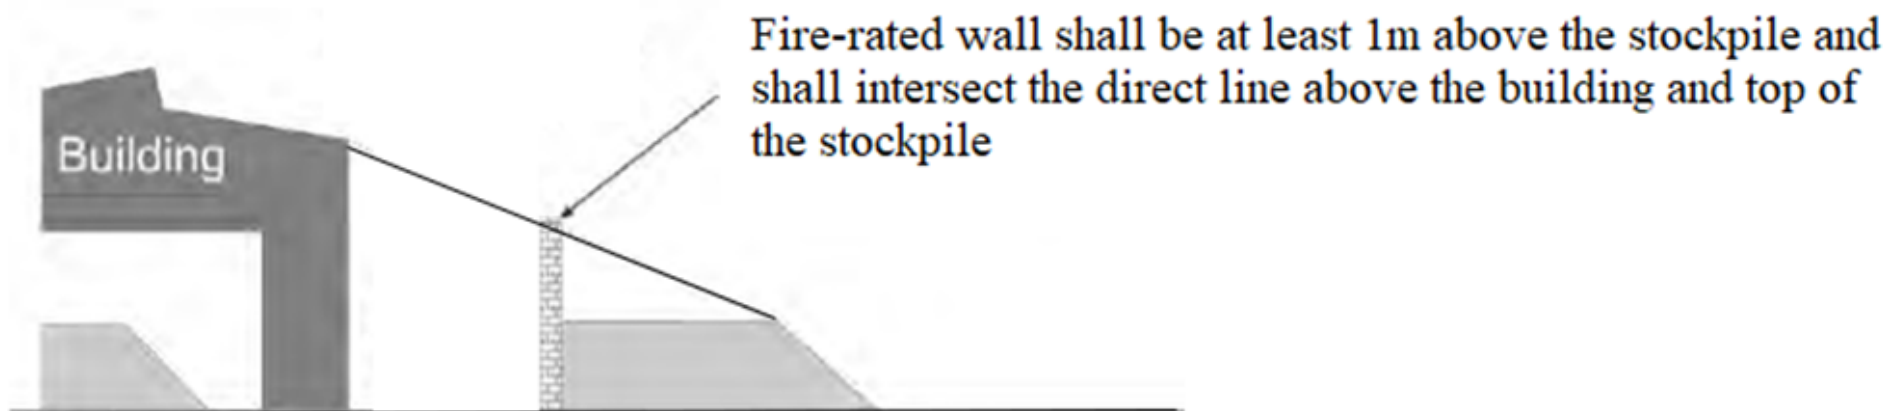 Fire-rated wall shall be at least 1m above the stockpile and
shall intersect the direct line above the building and top of
the stockpile
Building